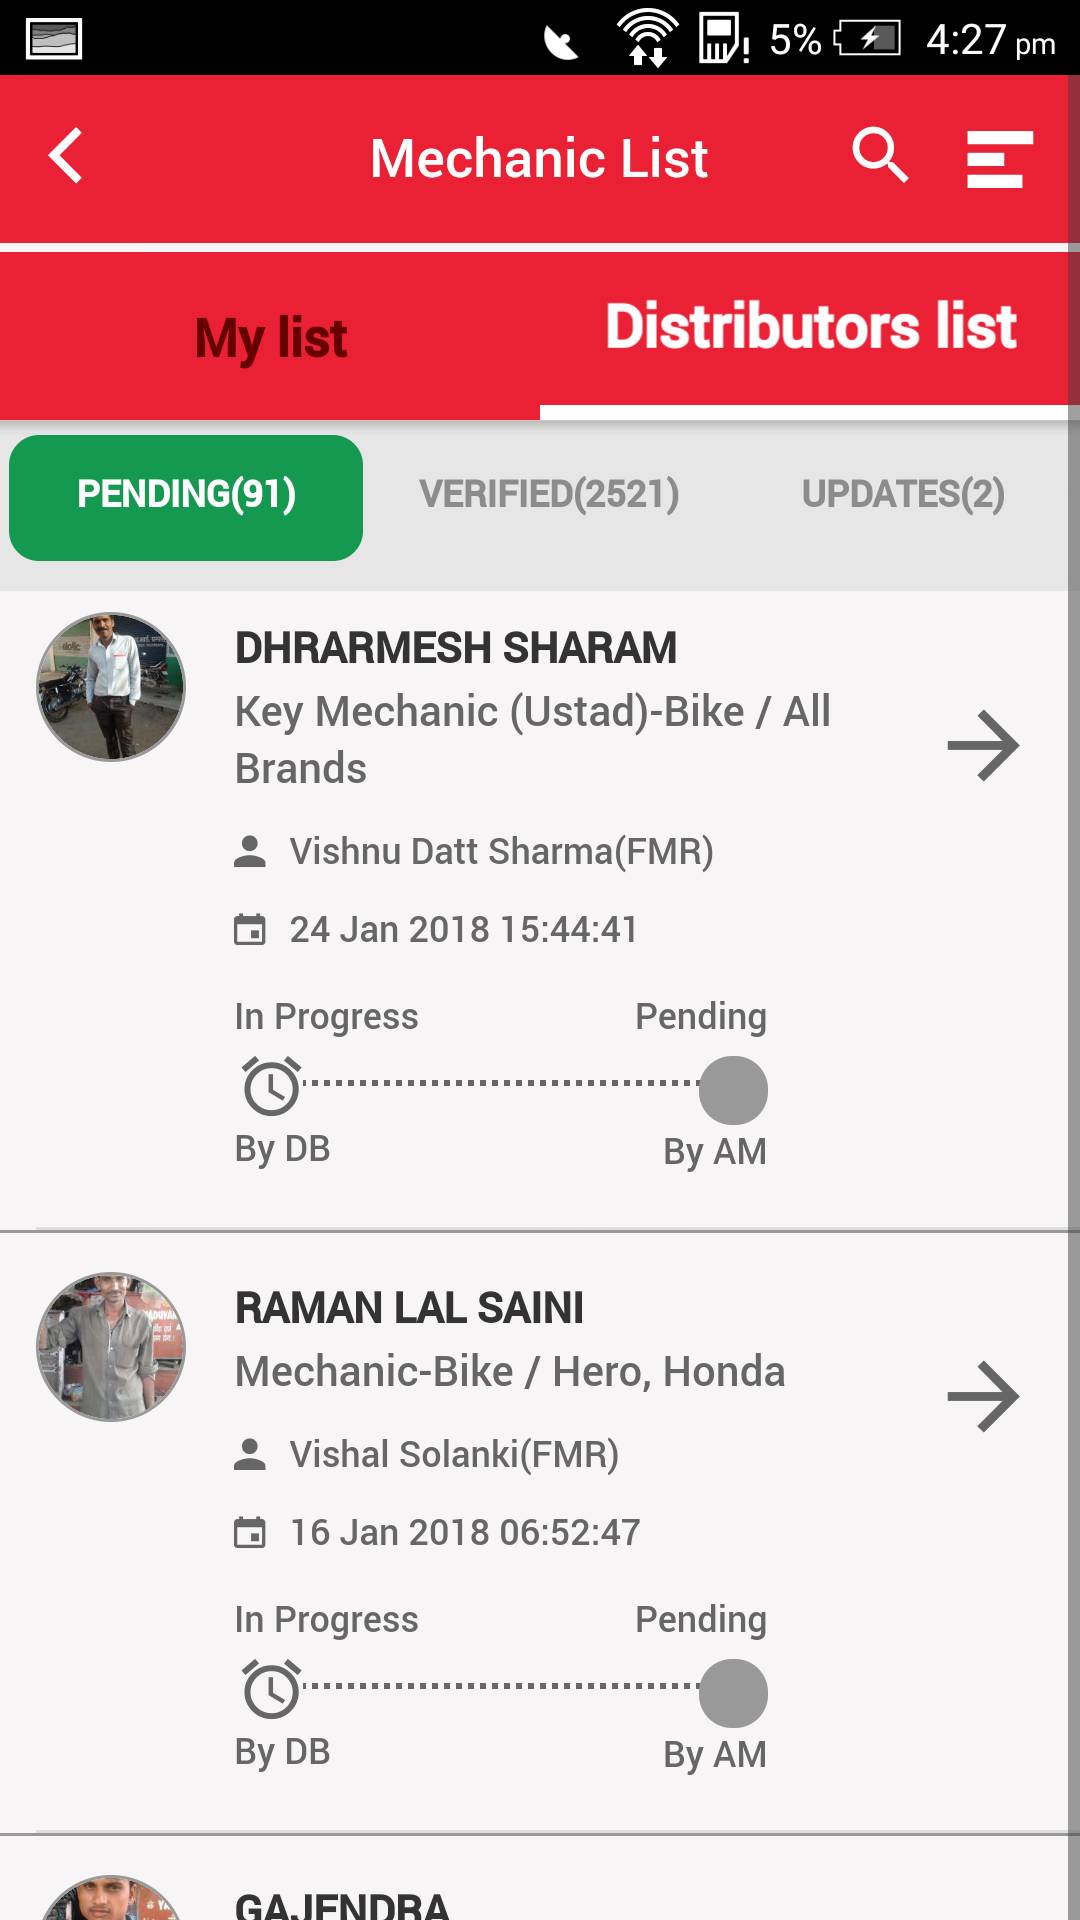 5% 4:27 pm
Mechanic List
My list Distributors list
PENDING(91) VERIFIED(2521) UPDATES(2)
DHRARMESH SHARAM
Key Mechanic (Ustad)-Bike / All
Brands
Vishnu Datt Sharma(FMR)
24 Jan 2018 15:44:41
In Progress Pending
By DB By AM
RAMAN LAL SAINI
Mechanic-Bike / Hero, Honda
Vishal Solanki(FMR)
16 Jan 2018 06:52:47
In Progress Pending
By DB By AM
GAJENDRA